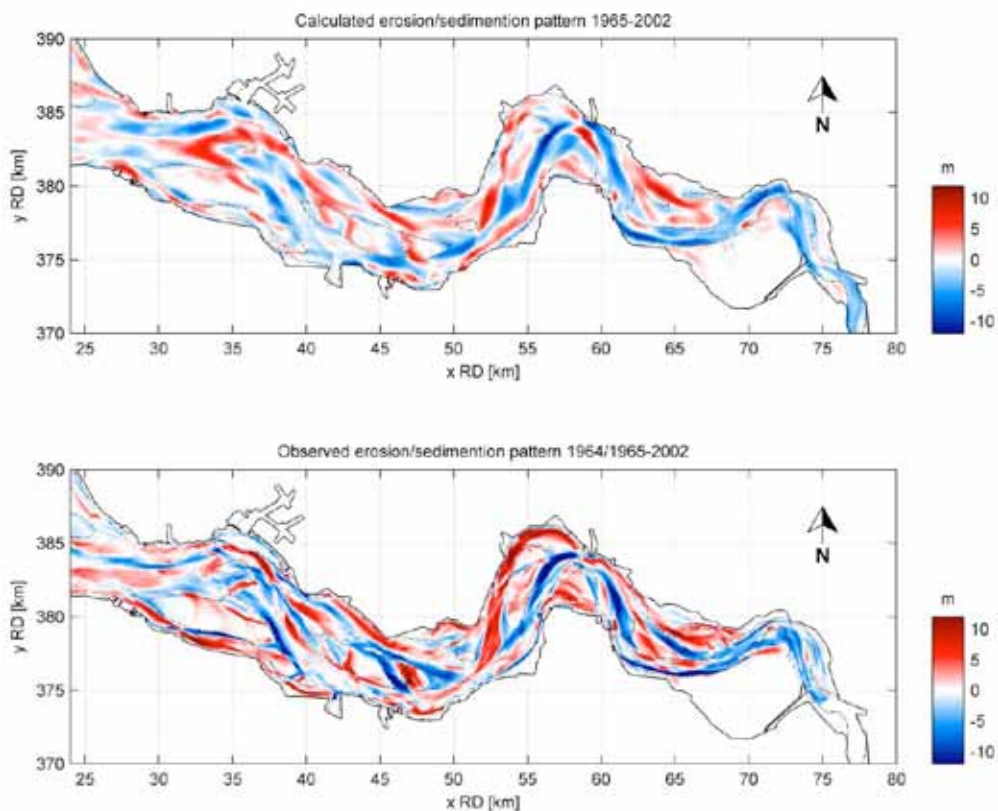 Calculated erosion/sedimention pattern 1965-2002
390
385
380
375
370
y RD [km]
25 30 35 40 45 50 55 60 65 70 75 80
x RD [km]
N
m
10
5
0
-5
-10
Observed erosion/sedimention pattern 1964/1965-2002
390
385
380
375
370
y RD [km]
25 30 35 40 45 50 55 60 65 70 75 80
x RD [km]
N
m
10
5
0
-5
-10